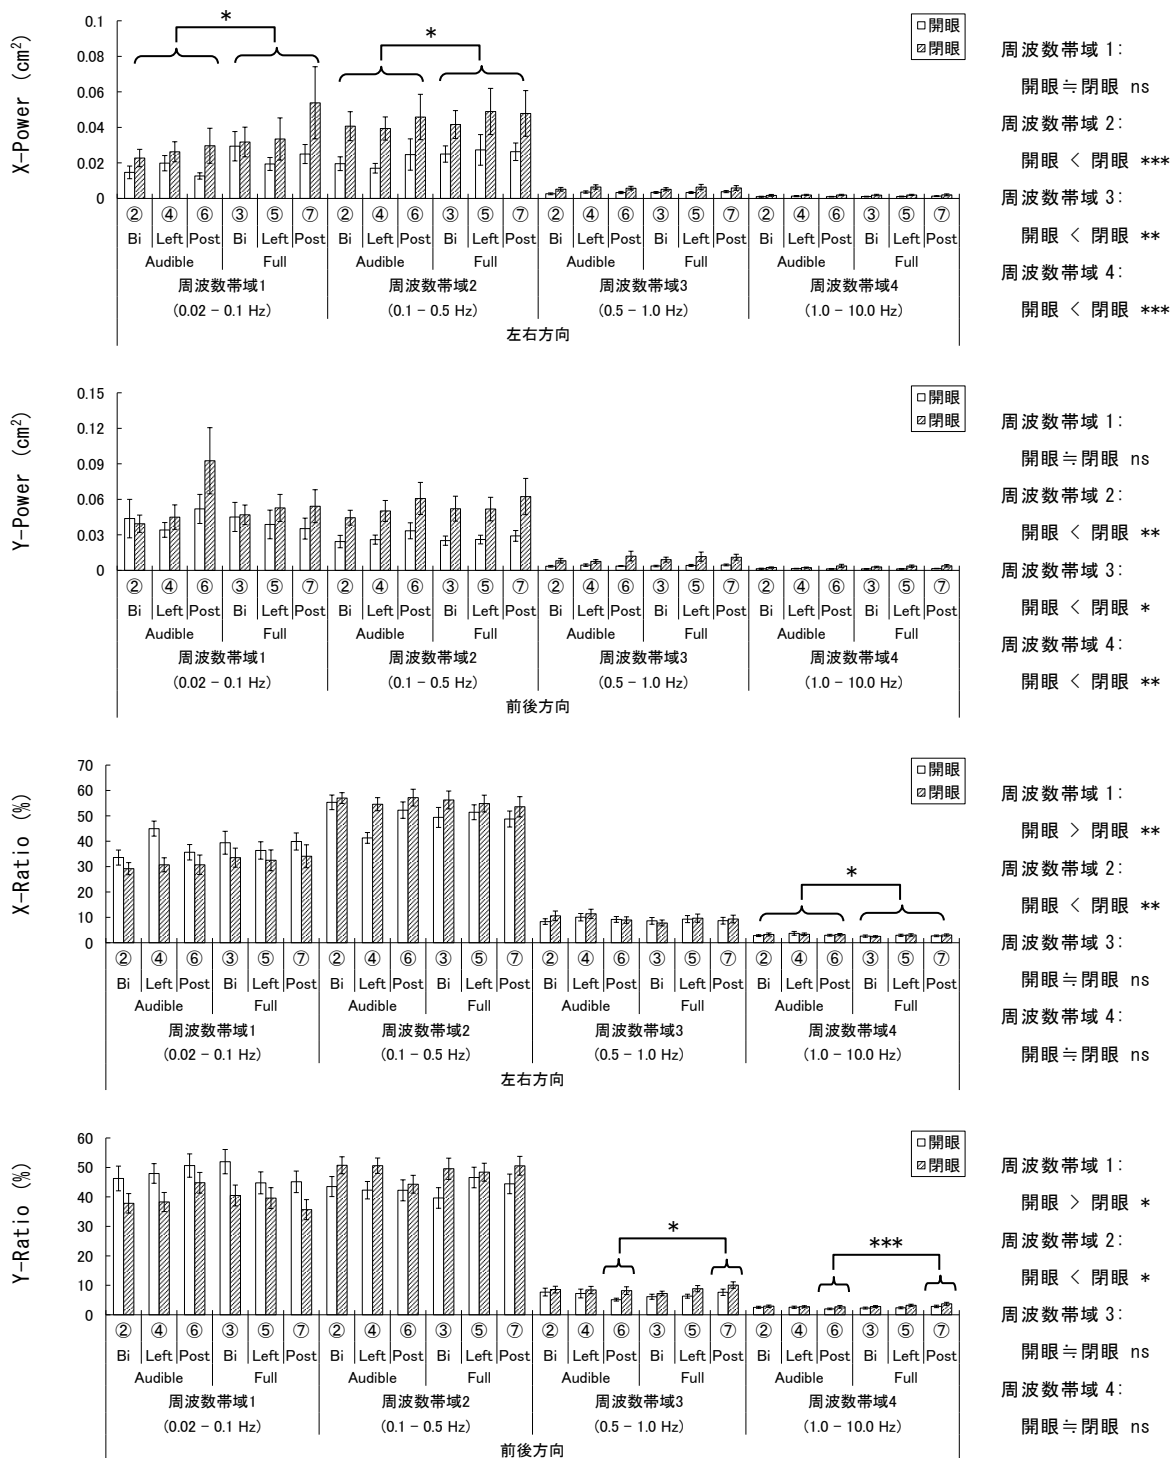 X-Power (cm²)
0.1
0.08
0.06
0.04
0.02
0
*
*
□開眼
▨閉眼
② ④ ⑥ ③ ⑤ ⑦ ② ④ ⑥ ③ ⑤ ⑦ ② ④ ⑥ ③ ⑤ ⑦ ② ④ ⑥ ③ ⑤ ⑦
Bi Left Post Bi Left Post Bi Left Post Bi Left Post Bi Left Post Bi Left Post Bi Left Post Bi Left Post
Audible Full Audible Full Audible Full Audible Full
周波数帯域1 周波数帯域2 周波数帯域3 周波数帯域4
(0.02 – 0.1 Hz) (0.1 – 0.5 Hz) (0.5 – 1.0 Hz) (1.0 – 10.0 Hz)
左右方向
周波数帯域 1:
開眼≒閉眼 ns
周波数帯域 2:
開眼 < 閉眼 ***
周波数帯域 3:
開眼 < 閉眼 **
周波数帯域 4:
開眼 < 閉眼 ***
Y-Power (cm²)
0.15
0.12
0.09
0.06
0.03
0
□開眼
▨閉眼
② ④ ⑥ ③ ⑤ ⑦ ② ④ ⑥ ③ ⑤ ⑦ ② ④ ⑥ ③ ⑤ ⑦ ② ④ ⑥ ③ ⑤ ⑦
Bi Left Post Bi Left Post Bi Left Post Bi Left Post Bi Left Post Bi Left Post Bi Left Post Bi Left Post
Audible Full Audible Full Audible Full Audible Full
周波数帯域1 周波数帯域2 周波数帯域3 周波数帯域4
(0.02 – 0.1 Hz) (0.1 – 0.5 Hz) (0.5 – 1.0 Hz) (1.0 – 10.0 Hz)
前後方向
周波数帯域 1:
開眼≒閉眼 ns
周波数帯域 2:
開眼 < 閉眼 **
周波数帯域 3:
開眼 < 閉眼 *
周波数帯域 4:
開眼 < 閉眼 **
X-Ratio (%)
70
60
50
40
30
20
10
0
*
□開眼
▨閉眼
② ④ ⑥ ③ ⑤ ⑦ ② ④ ⑥ ③ ⑤ ⑦ ② ④ ⑥ ③ ⑤ ⑦ ② ④ ⑥ ③ ⑤ ⑦
Bi Left Post Bi Left Post Bi Left Post Bi Left Post Bi Left Post Bi Left Post Bi Left Post Bi Left Post
Audible Full Audible Full Audible Full Audible Full
周波数帯域1 周波数帯域2 周波数帯域3 周波数帯域4
(0.02 – 0.1 Hz) (0.1 – 0.5 Hz) (0.5 – 1.0 Hz) (1.0 – 10.0 Hz)
左右方向
周波数帯域 1:
開眼 > 閉眼 **
周波数帯域 2:
開眼 < 閉眼 **
周波数帯域 3:
開眼≒閉眼 ns
周波数帯域 4:
開眼≒閉眼 ns
Y-Ratio (%)
60
50
40
30
20
10
0
*
***
□開眼
▨閉眼
② ④ ⑥ ③ ⑤ ⑦ ② ④ ⑥ ③ ⑤ ⑦ ② ④ ⑥ ③ ⑤ ⑦ ② ④ ⑥ ③ ⑤ ⑦
Bi Left Post Bi Left Post Bi Left Post Bi Left Post Bi Left Post Bi Left Post Bi Left Post Bi Left Post
Audible Full Audible Full Audible Full Audible Full
周波数帯域1 周波数帯域2 周波数帯域3 周波数帯域4
(0.02 – 0.1 Hz) (0.1 – 0.5 Hz) (0.5 – 1.0 Hz) (1.0 – 10.0 Hz)
前後方向
周波数帯域 1:
開眼 > 閉眼 *
周波数帯域 2:
開眼 < 閉眼 *
周波数帯域 3:
開眼≒閉眼 ns
周波数帯域 4:
開眼≒閉眼 ns